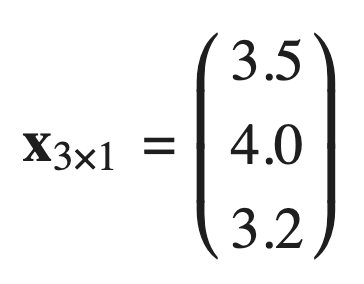 x3×1 = (3.5
4.0
3.2)